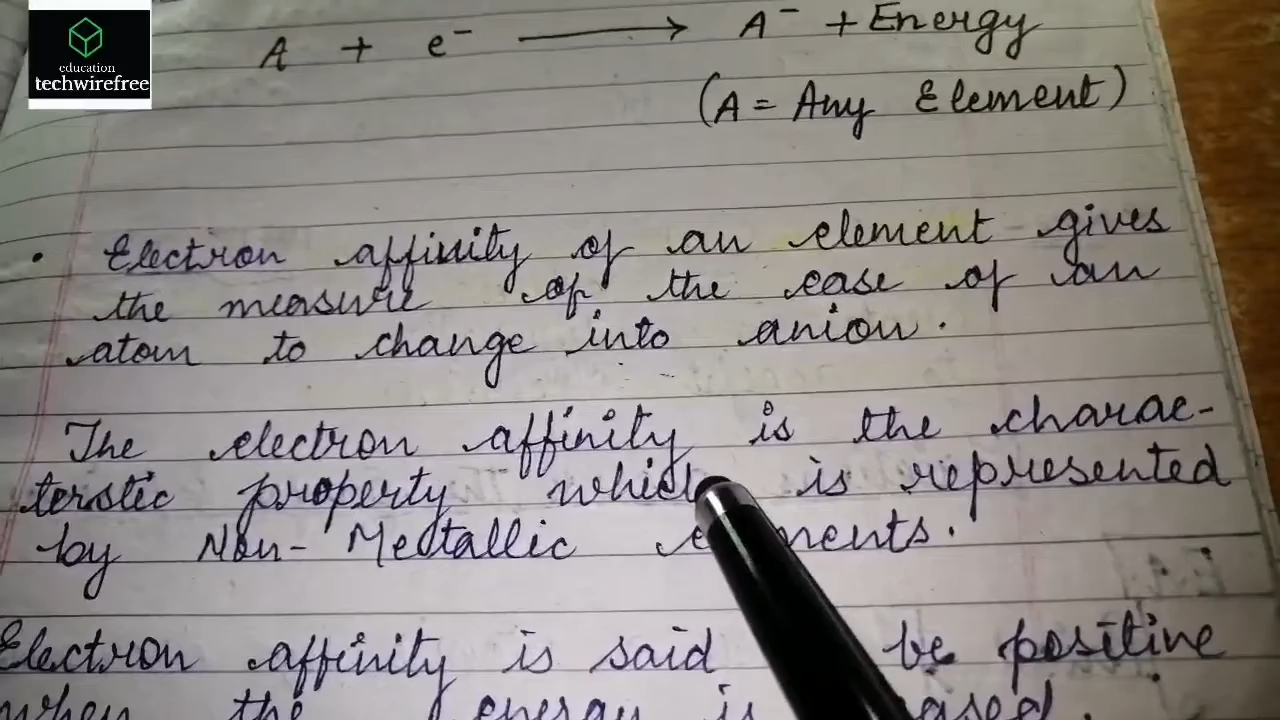 education
techwirefree
A + e⁻ ⟶ A⁻ + Energy
(A = Any Element)
• Electron affinity of an element gives
the measure of the ease of an
atom to change into anion.
The electron affinity is the charac-
terstic property which is represented
by Non-Mettallic elements.
Electron affinity is said be positive
when the energy is